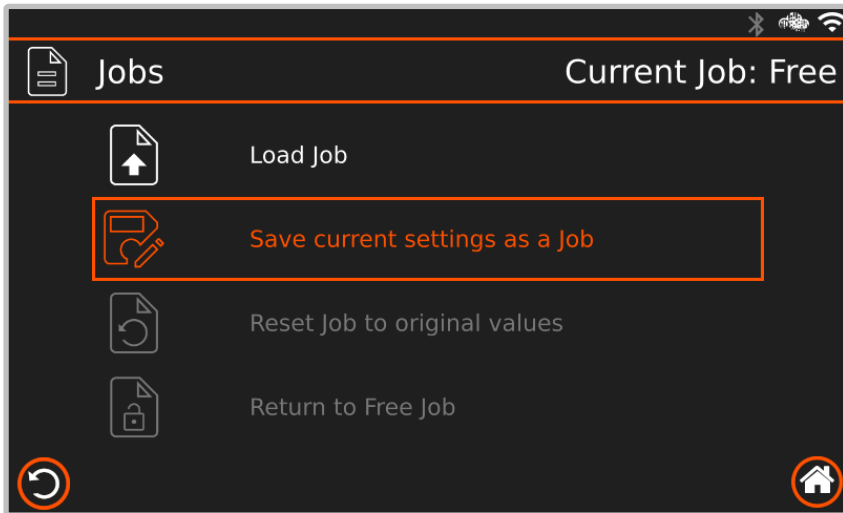 Jobs
Current Job: Free
Load Job
Save current settings as a Job
Reset Job to original values
Return to Free Job